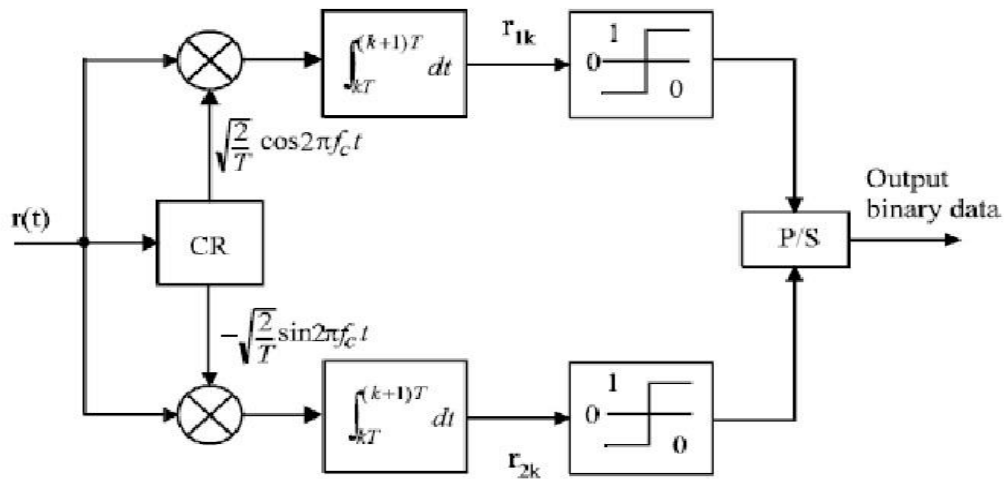 r_{1k}
∫_{kT}^{(k+1)T} dt
1
0
0
√(2/T) cos2πf_c t
Output
binary data
r(t)
CR
P/S
−√(2/T) sin2πf_c t
∫_{kT}^{(k+1)T} dt
1
0
0
r_{2k}